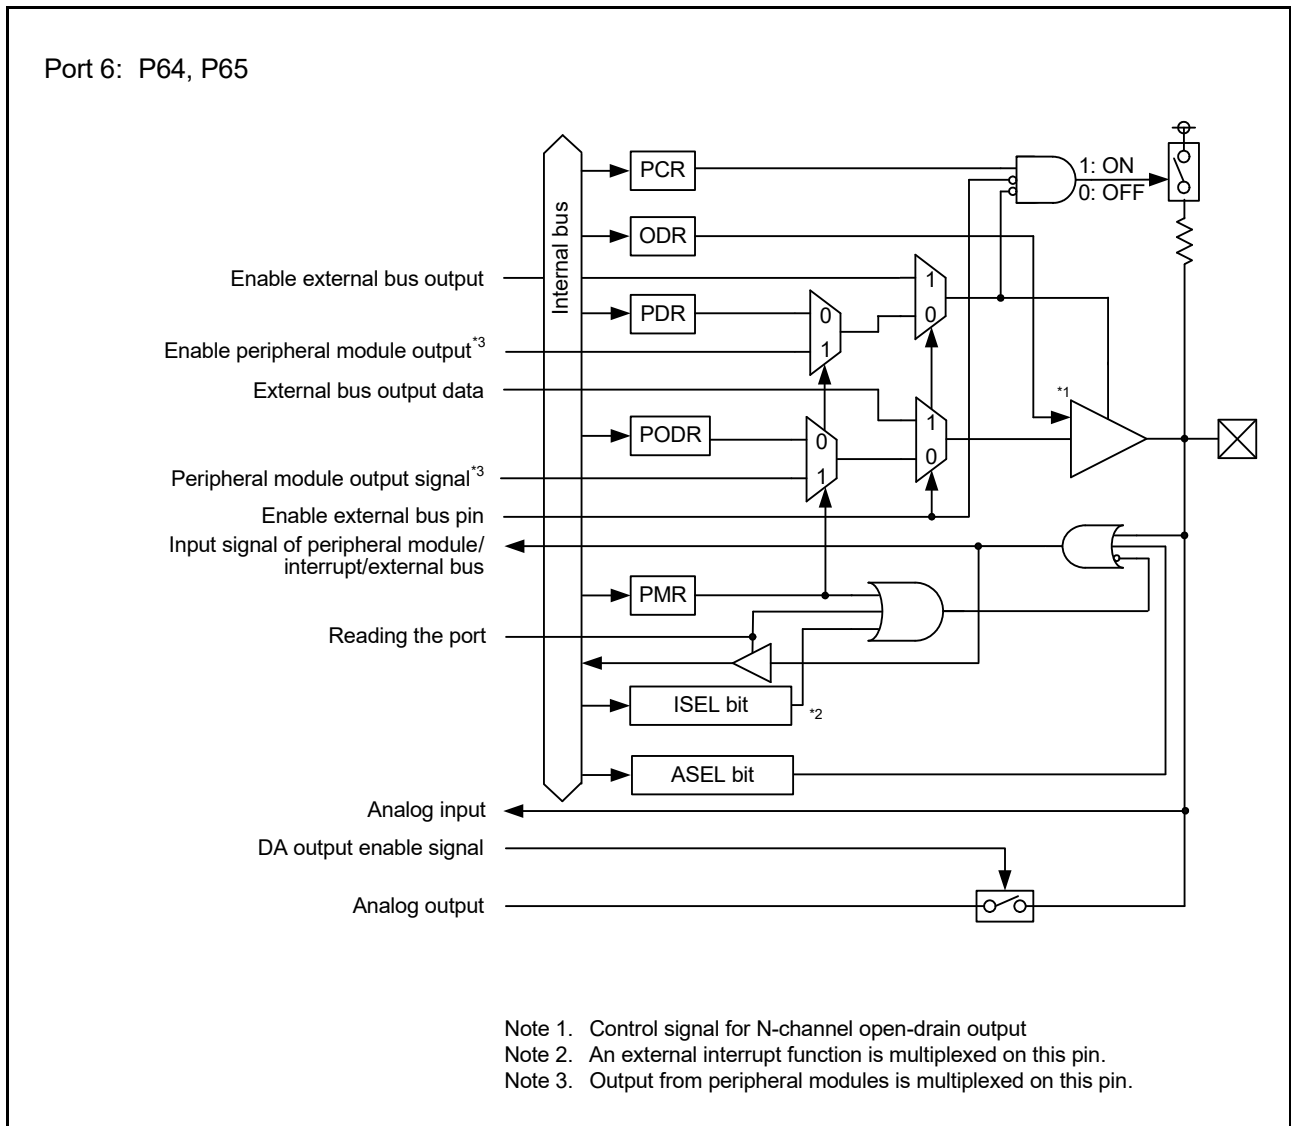 Port 6: P64, P65
PCR
1: ON
0: OFF
Internal bus
ODR
Enable external bus output
1
0
PDR
0
1
Enable peripheral module output*3
External bus output data
*1
1
0
PODR
0
1
Peripheral module output signal*3
Enable external bus pin
Input signal of peripheral module/
interrupt/external bus
PMR
Reading the port
ISEL bit
*2
ASEL bit
Analog input
DA output enable signal
Analog output
Note 1. Control signal for N-channel open-drain output
Note 2. An external interrupt function is multiplexed on this pin.
Note 3. Output from peripheral modules is multiplexed on this pin.